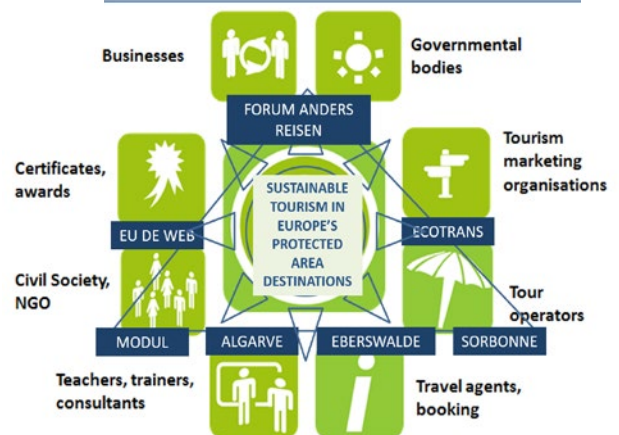 Businesses
Governmental
bodies
FORUM ANDERS
REISEN
Certificates,
awards
Tourism
marketing
organisations
SUSTAINABLE
TOURISM IN
EUROPE'S
PROTECTED
AREA
DESTINATIONS
EU DE WEB
ECOTRANS
Civil Society,
NGO
Tour
operators
MODUL
ALGARVE
EBERSWALDE
SORBONNE
Teachers, trainers,
consultants
Travel agents,
booking